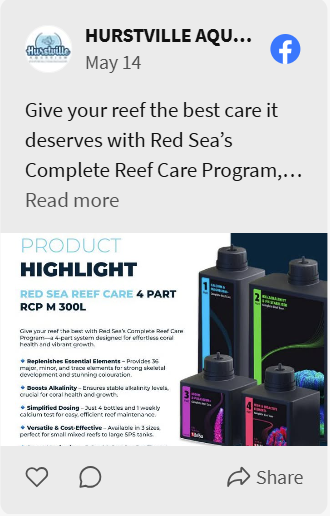 HURSTVILLE AQU...
May 14
Hurstville
Give your reef the best care it
deserves with Red Sea's
Complete Reef Care Program,...
Read more
PRODUCT
HIGHLIGHT
RED SEA REEF CARE 4 PART
RCP M 300L
Give your reef the best with Red Sea's Complete Reef Care
Program—a 4-part system designed for effortless coral
health and vibrant growth.
Replenishes Essential Elements – Provides 36
major, minor, and trace elements for strong skeletal
development and stunning colouration.
Boosts Alkalinity – Ensures stable alkalinity levels,
crucial for coral health and growth.
Simplified Dosing – Just 4 bottles and 1 weekly
calcium test for easy, efficient reef maintenance.
Versatile & Cost-Effective – Available in 3 sizes,
perfect for small mixed reefs to large SPS tanks.
1
2
3
4
Share